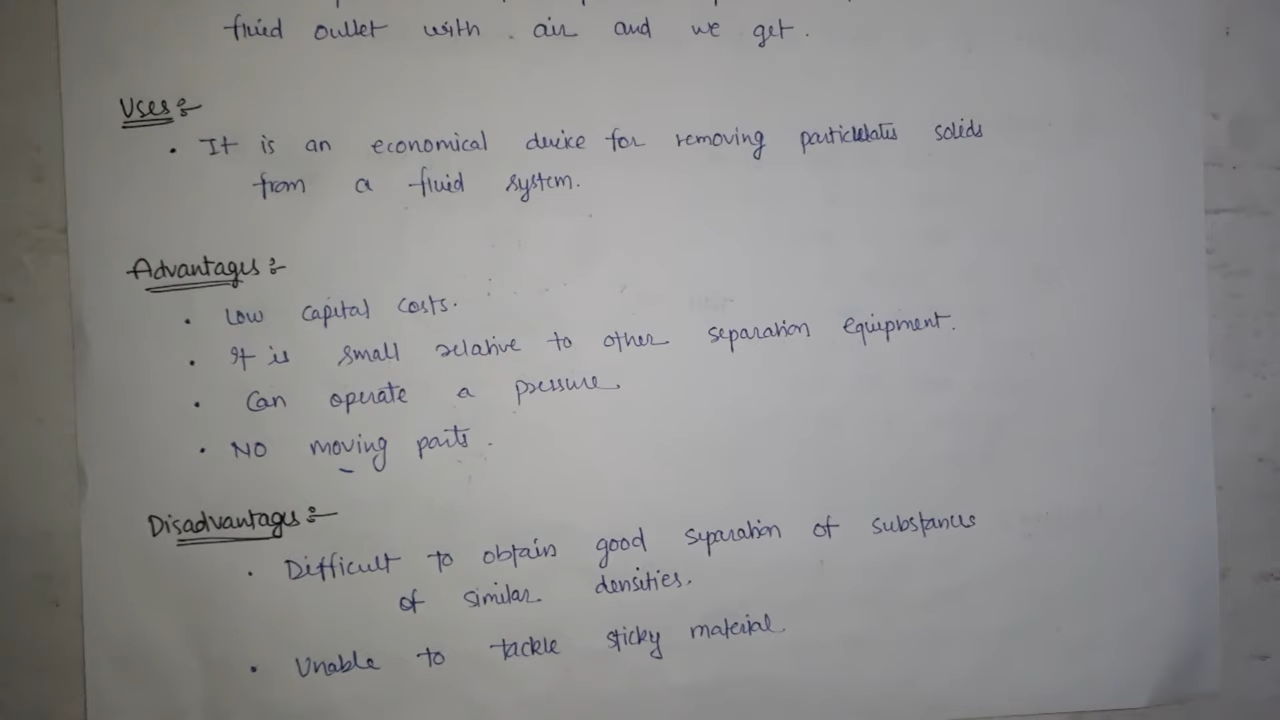 fluid outlet with air and we get.
Uses :-
• It is an economical device for removing particulates solids
from a fluid system.
Advantages :-
• Low capital costs.
• It is small relative to other separation equipment.
• Can operate a pressure.
• NO moving parts.
Disadvantages :-
• Difficult to obtain good separation of substances
of similar densities.
• Unable to tackle sticky material.